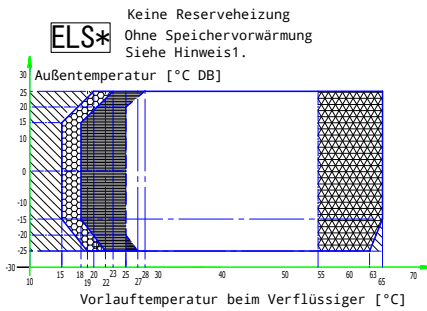 Keine Reserveheizung
ELS* Ohne Speichervorwärmung
Siehe Hinweis1.
Außentemperatur [°C DB]
30
25
20
15
10
0
-10
-15
-20
-25
-30
10 15 18 20 23 25 28 30 40 50 55 60 63 70
19 22 27 65
Vorlauftemperatur beim Verflüssiger [°C]